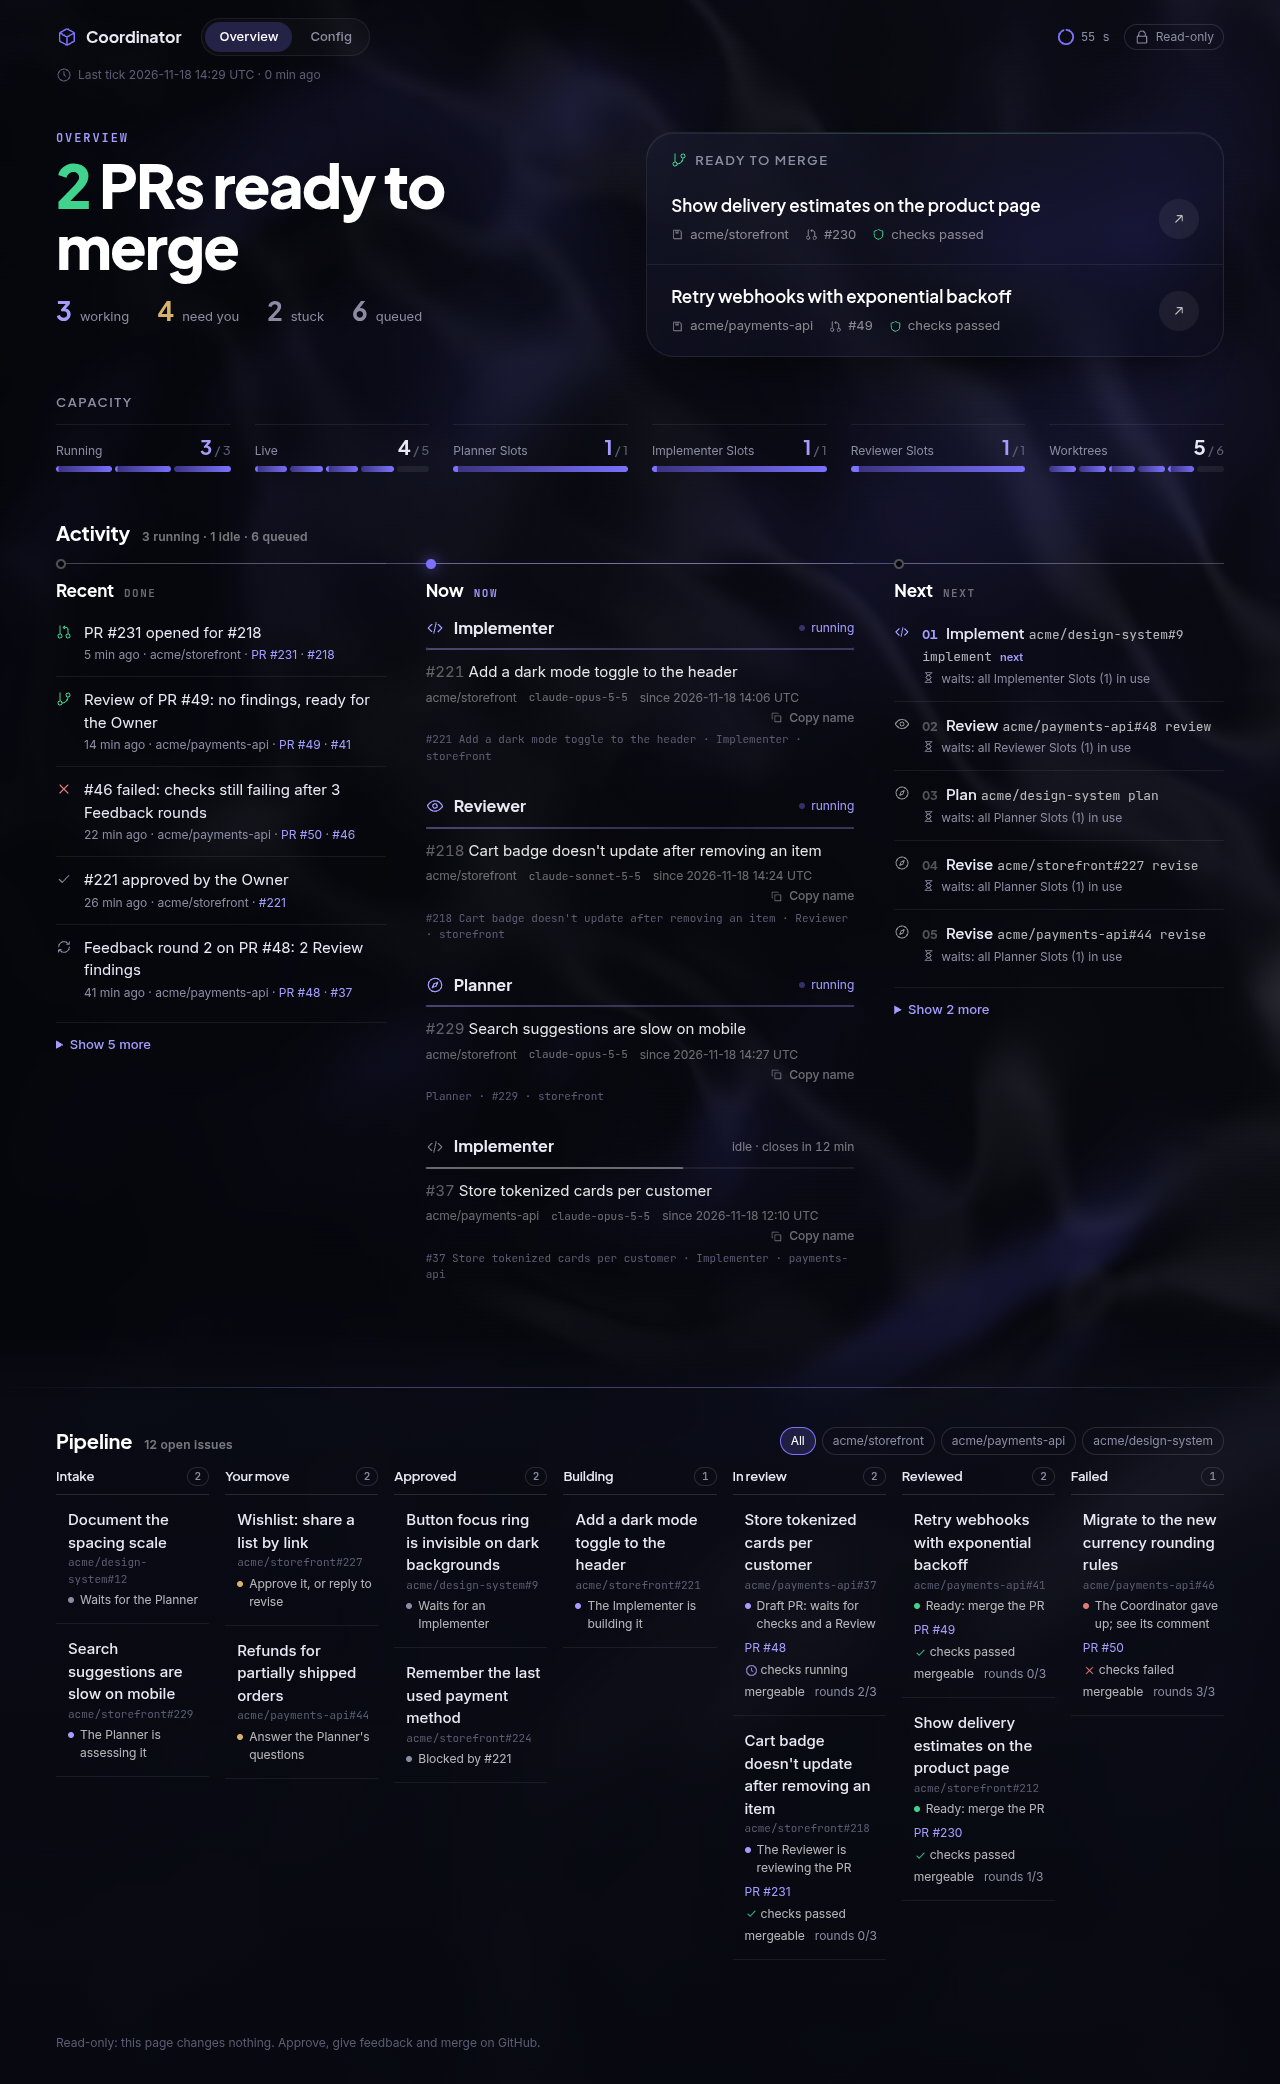 Coordinator
Overview
Config
55 s
Read-only
Last tick 2026-11-18 14:29 UTC · 0 min ago
OVERVIEW
2 PRs ready to
merge
3 working
4 need you
2 stuck
6 queued
READY TO MERGE
Show delivery estimates on the product page
acme/storefront #230 checks passed
Retry webhooks with exponential backoff
acme/payments-api #49 checks passed
CAPACITY
Running 3/3
Live 4/5
Planner Slots 1/1
Implementer Slots 1/1
Reviewer Slots 1/1
Worktrees 5/6
Activity 3 running · 1 idle · 6 queued
Recent DONE
PR #231 opened for #218
5 min ago · acme/storefront · PR #231 · #218
Review of PR #49: no findings, ready for
the Owner
14 min ago · acme/payments-api · PR #49 · #41
#46 failed: checks still failing after 3
Feedback rounds
22 min ago · acme/payments-api · PR #50 · #46
#221 approved by the Owner
26 min ago · acme/storefront · #221
Feedback round 2 on PR #48: 2 Review
findings
41 min ago · acme/payments-api · PR #48 · #37
Show 5 more
Now NOW
Implementer
running
#221 Add a dark mode toggle to the header
acme/storefront claude-opus-5-5 since 2026-11-18 14:06 UTC
Copy name
#221 Add a dark mode toggle to the header · Implementer ·
storefront
Reviewer
running
#218 Cart badge doesn't update after removing an item
acme/storefront claude-sonnet-5-5 since 2026-11-18 14:24 UTC
Copy name
#218 Cart badge doesn't update after removing an item · Reviewer
· storefront
Planner
running
#229 Search suggestions are slow on mobile
acme/storefront claude-opus-5-5 since 2026-11-18 14:27 UTC
Copy name
Planner · #229 · storefront
Implementer
idle · closes in 12 min
#37 Store tokenized cards per customer
acme/payments-api claude-opus-5-5 since 2026-11-18 12:10 UTC
Copy name
#37 Store tokenized cards per customer · Implementer · payments-
api
Next NEXT
01 Implement acme/design-system#9
implement next
waits: all Implementer Slots (1) in use
02 Review acme/payments-api#48 review
waits: all Reviewer Slots (1) in use
03 Plan acme/design-system plan
waits: all Planner Slots (1) in use
04 Revise acme/storefront#227 revise
waits: all Planner Slots (1) in use
05 Revise acme/payments-api#44 revise
waits: all Planner Slots (1) in use
Show 2 more
Pipeline 12 open issues
All
acme/storefront
acme/payments-api
acme/design-system
Intake 2
Document the
spacing scale
acme/design-
system#12
Waits for the Planner
Search
suggestions are
slow on mobile
acme/storefront#229
The Planner is
assessing it
Your move 2
Wishlist: share a
list by link
acme/storefront#227
Approve it, or reply to
revise
Refunds for
partially shipped
orders
acme/payments-api#44
Answer the Planner's
questions
Approved 2
Button focus ring
is invisible on dark
backgrounds
acme/design-system#9
Waits for an
Implementer
Remember the last
used payment
method
acme/storefront#224
Blocked by #221
Building 1
Add a dark mode
toggle to the
header
acme/storefront#221
The Implementer is
building it
In review 2
Store tokenized
cards per
customer
acme/payments-api#37
Draft PR: waits for
checks and a Review
PR #48
checks running
mergeable rounds 2/3
Cart badge
doesn't update
after removing an
item
acme/storefront#218
The Reviewer is
reviewing the PR
PR #231
checks passed
mergeable rounds 0/3
Reviewed 2
Retry webhooks
with exponential
backoff
acme/payments-api#41
Ready: merge the PR
PR #49
checks passed
mergeable rounds 0/3
Show delivery
estimates on the
product page
acme/storefront#212
Ready: merge the PR
PR #230
checks passed
mergeable rounds 1/3
Failed 1
Migrate to the new
currency rounding
rules
acme/payments-api#46
The Coordinator gave
up; see its comment
PR #50
checks failed
mergeable rounds 3/3
Read-only: this page changes nothing. Approve, give feedback and merge on GitHub.